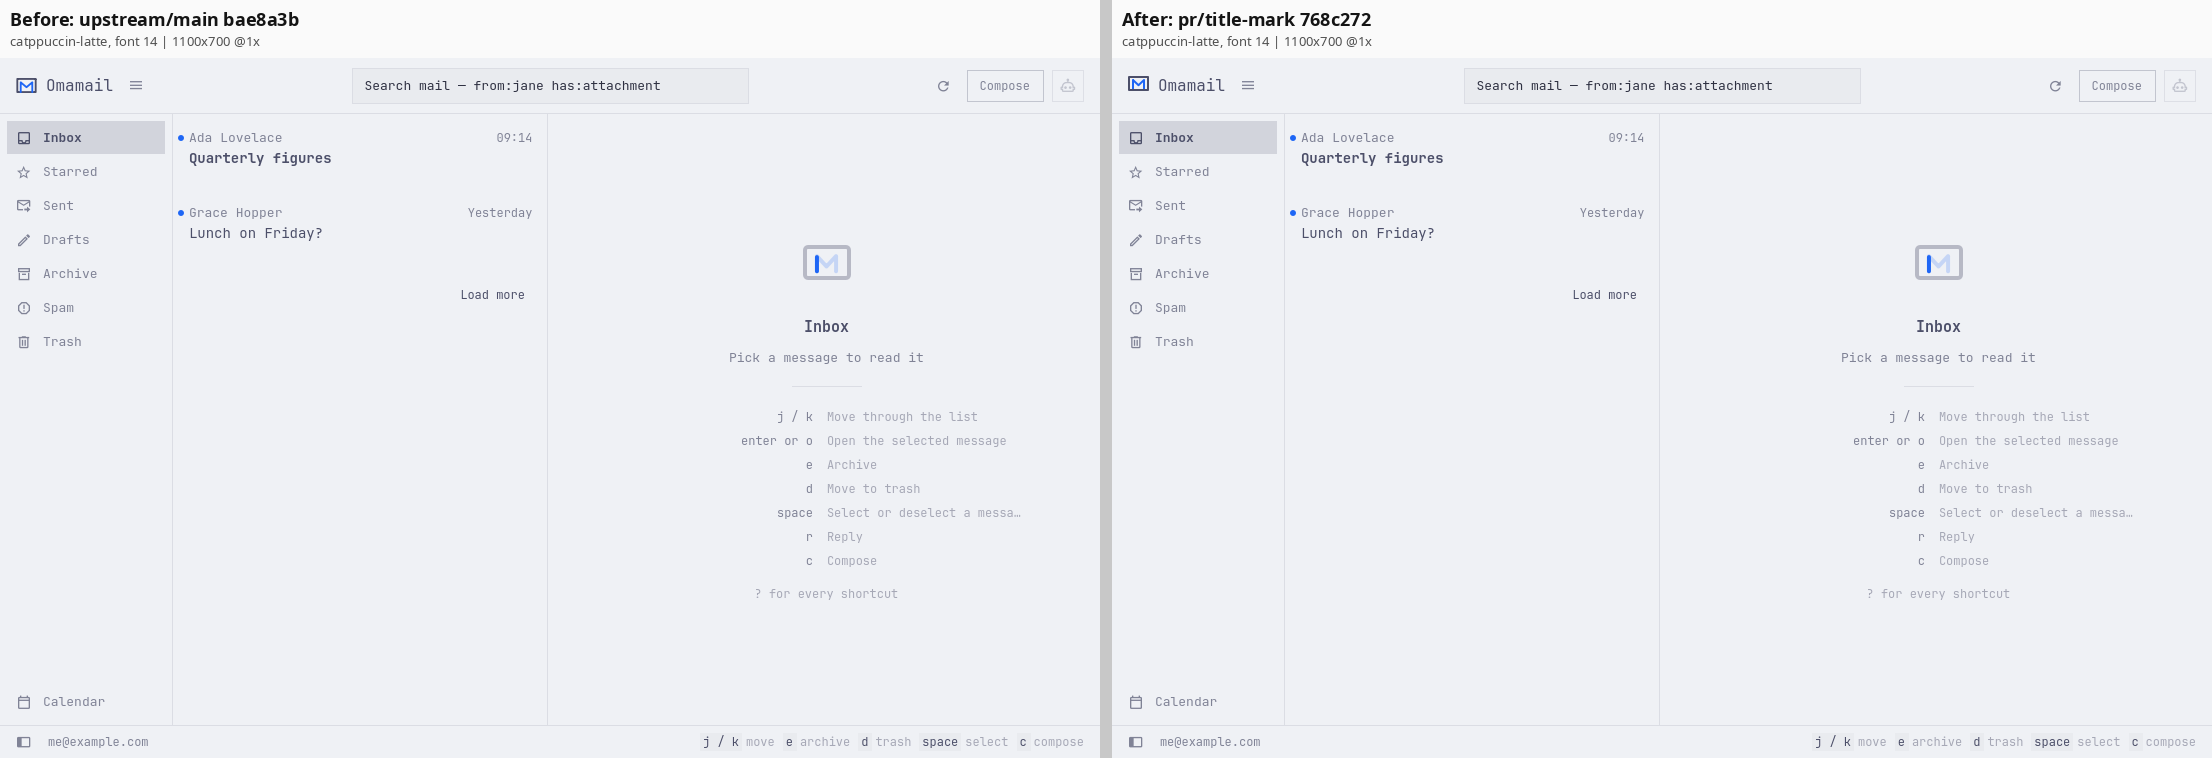 Before: upstream/main bae8a3b
catppuccin-latte, font 14 | 1100x700 @1x
Omamail
Search mail — from:jane has:attachment
Compose
Inbox
Starred
Sent
Drafts
Archive
Spam
Trash
Calendar
Ada Lovelace 09:14
Quarterly figures
Grace Hopper Yesterday
Lunch on Friday?
Load more
Inbox
Pick a message to read it
j / k Move through the list
enter or o Open the selected message
e Archive
d Move to trash
space Select or deselect a messa…
r Reply
c Compose
? for every shortcut
me@example.com
j / k move e archive d trash space select c compose
After: pr/title-mark 768c272
catppuccin-latte, font 14 | 1100x700 @1x
Omamail
Search mail — from:jane has:attachment
Compose
Inbox
Starred
Sent
Drafts
Archive
Spam
Trash
Calendar
Ada Lovelace 09:14
Quarterly figures
Grace Hopper Yesterday
Lunch on Friday?
Load more
Inbox
Pick a message to read it
j / k Move through the list
enter or o Open the selected message
e Archive
d Move to trash
space Select or deselect a messa…
r Reply
c Compose
? for every shortcut
me@example.com
j / k move e archive d trash space select c compose